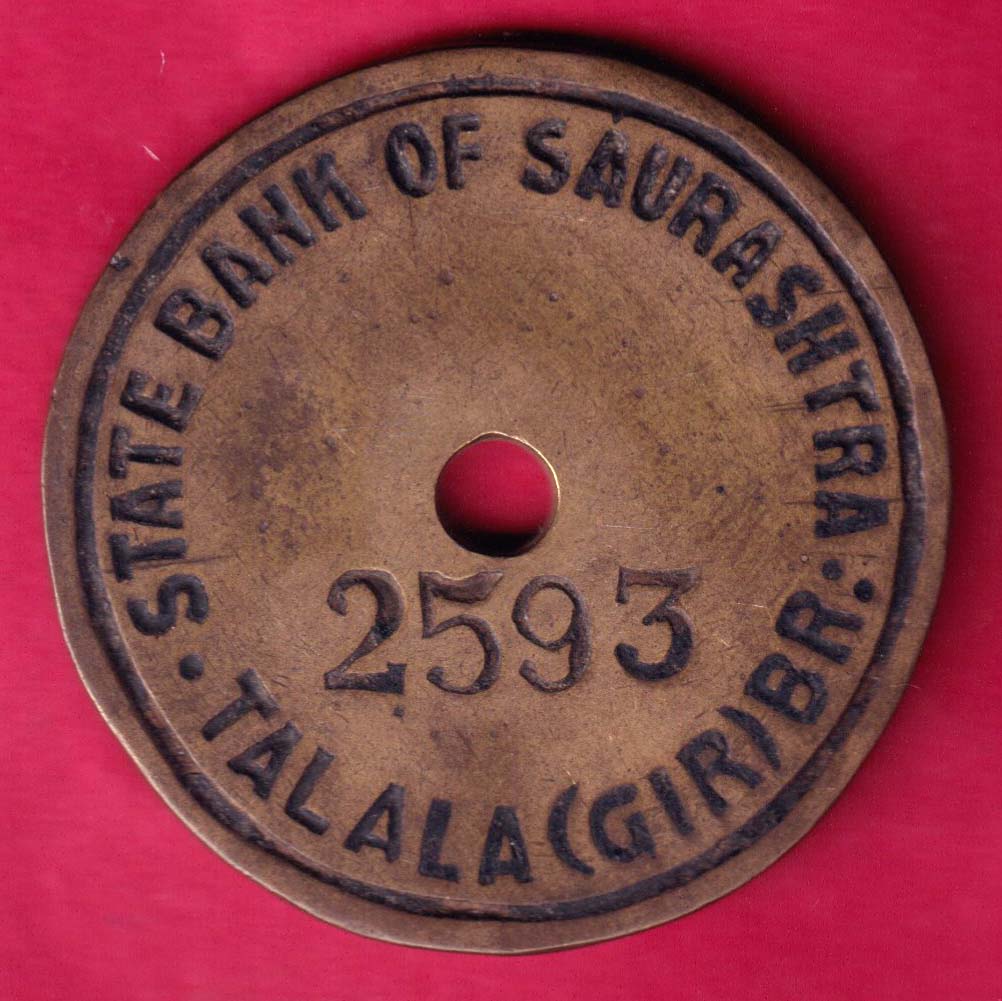 STATE BANK OF SAURASHTRA
2593
TALALA (GIR) BR.